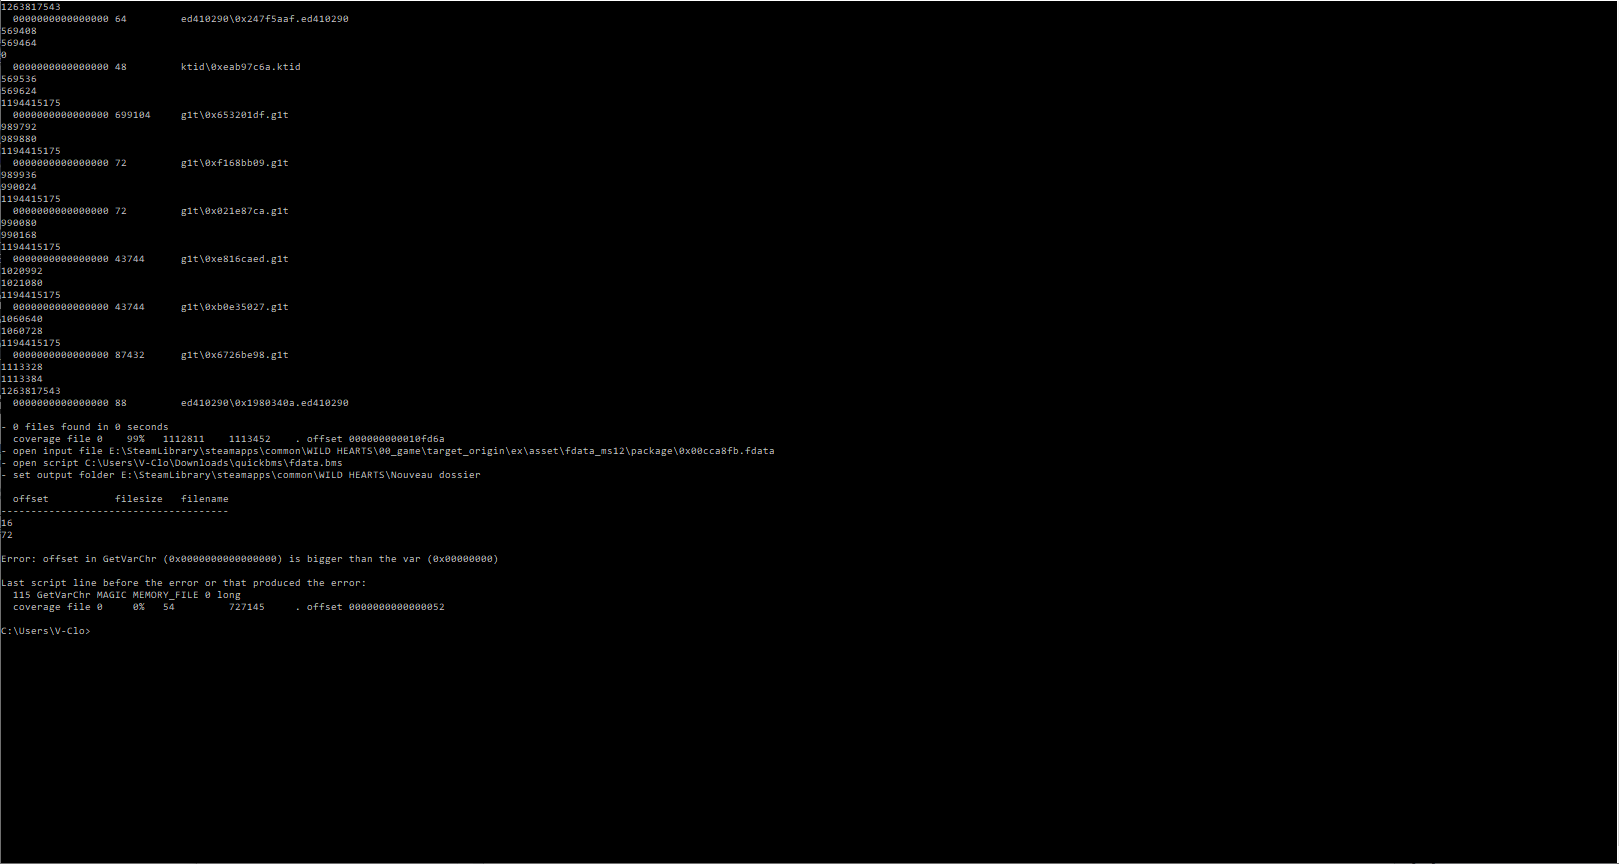 1263817543
0000000000000000 64 ed410290\0x247f5aaf.ed410290
569408
569464
0
0000000000000000 48 ktid\0xeab97c6a.ktid
569536
569624
1194415175
0000000000000000 699104 g1t\0x653201df.g1t
989792
989880
1194415175
0000000000000000 72 g1t\0xf168bb09.g1t
989936
990024
1194415175
0000000000000000 72 g1t\0x021e87ca.g1t
990080
990168
1194415175
0000000000000000 43744 g1t\0xe816caed.g1t
1020992
1021080
1194415175
0000000000000000 43744 g1t\0xb0e35027.g1t
1060640
1060728
1194415175
0000000000000000 87432 g1t\0x6726be98.g1t
1113328
1113384
1263817543
0000000000000000 88 ed410290\0x1980340a.ed410290
- 0 files found in 0 seconds
coverage file 0 99% 1112811 1113452 . offset 000000000010fd6a
- open input file E:\SteamLibrary\steamapps\common\WILD HEARTS\00_game\target_origin\ex\asset\fdata_ms12\package\0x00cca8fb.fdata
- open script C:\Users\V-Clo\Downloads\quickbms\fdata.bms
- set output folder E:\SteamLibrary\steamapps\common\WILD HEARTS\Nouveau dossier
offset filesize filename
--------------------------------------
16
72
Error: offset in GetVarChr (0x0000000000000000) is bigger than the var (0x00000000)
Last script line before the error or that produced the error:
115 GetVarChr MAGIC MEMORY_FILE 0 long
coverage file 0 0% 54 727145 . offset 0000000000000052
C:\Users\V-Clo>